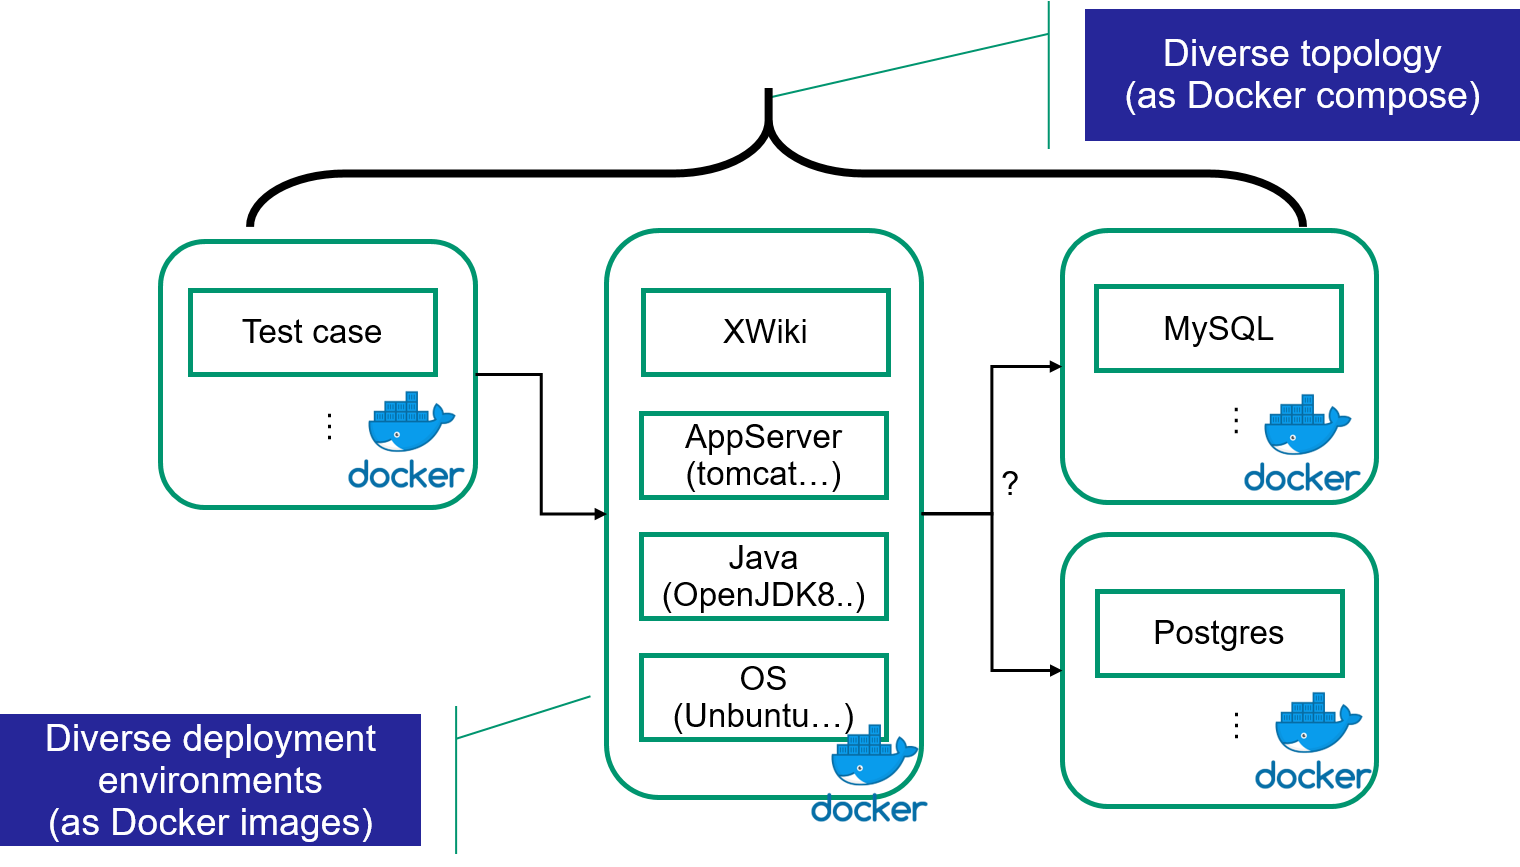 Diverse topology
(as Docker compose)
Test case
⋮
docker
XWiki
AppServer
(tomcat…)
Java
(OpenJDK8..)
OS
(Unbuntu…)
docker
?
MySQL
⋮
docker
Postgres
⋮
docker
Diverse deployment
environments
(as Docker images)